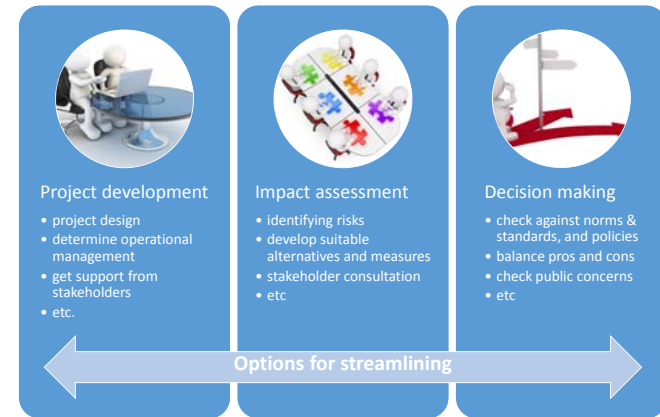 Project development
• project design
• determine operational
management
• get support from
stakeholders
• etc.
Impact assessment
• identifying risks
• develop suitable
alternatives and measures
• stakeholder consultation
• etc
Decision making
• check against norms &
standards, and policies
• balance pros and cons
• check public concerns
• etc
Options for streamlining